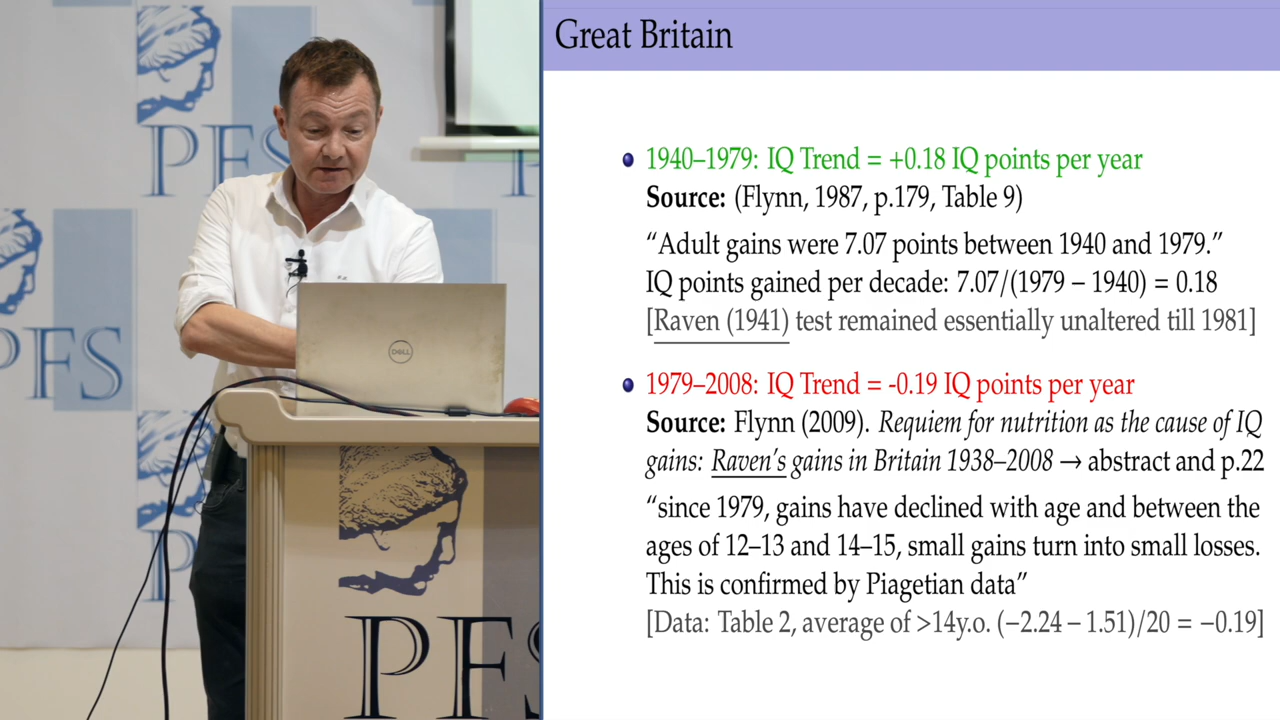 Great Britain
1940–1979: IQ Trend = +0.18 IQ points per year
Source: (Flynn, 1987, p.179, Table 9)
“Adult gains were 7.07 points between 1940 and 1979.”
IQ points gained per decade: 7.07/(1979 – 1940) = 0.18
[Raven (1941) test remained essentially unaltered till 1981]
1979–2008: IQ Trend = -0.19 IQ points per year
Source: Flynn (2009). Requiem for nutrition as the cause of IQ
gains: Raven's gains in Britain 1938–2008 → abstract and p.22
“since 1979, gains have declined with age and between the
ages of 12–13 and 14–15, small gains turn into small losses.
This is confirmed by Piagetian data”
[Data: Table 2, average of >14y.o. (−2.24 − 1.51)/20 = −0.19]
PFS
PFS
DELL
PFS